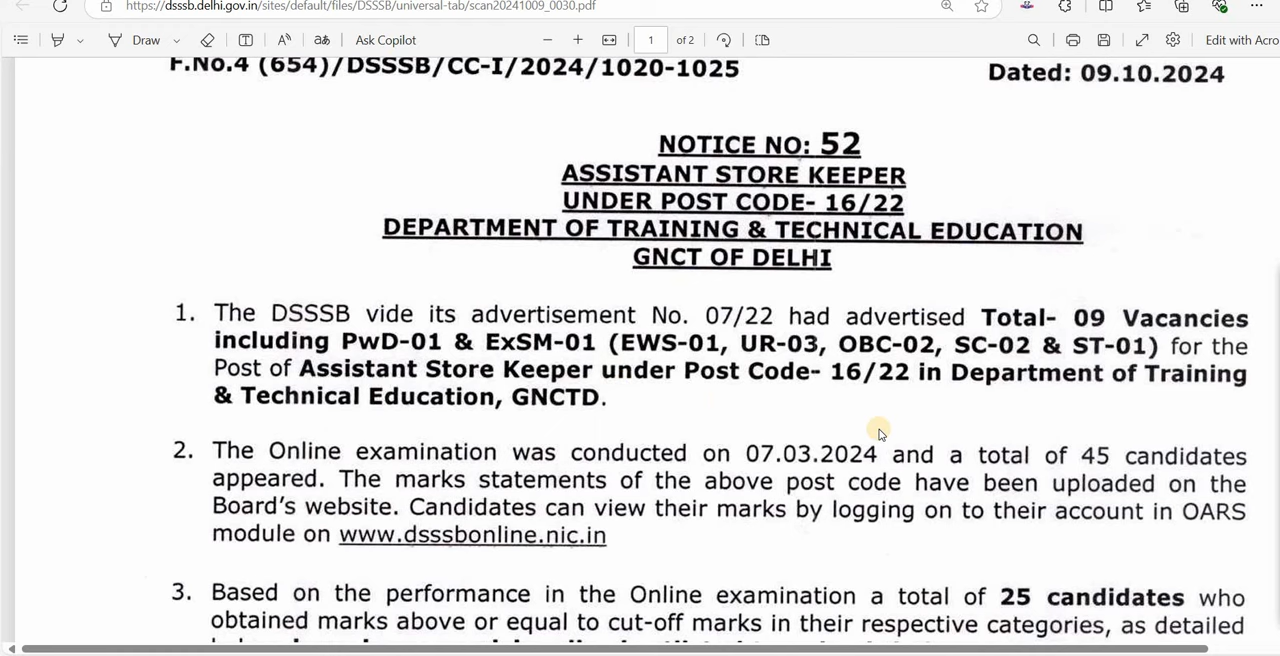 https://dsssb.delhi.gov.in/sites/default/files/DSSSB/universal-tab/scan20241009_0030.pdf
Draw
Ask Copilot
1 of 2
Edit with Acro
F.No.4 (654)/DSSSB/CC-I/2024/1020-1025 Dated: 09.10.2024
NOTICE NO: 52
ASSISTANT STORE KEEPER
UNDER POST CODE- 16/22
DEPARTMENT OF TRAINING & TECHNICAL EDUCATION
GNCT OF DELHI
1. The DSSSB vide its advertisement No. 07/22 had advertised Total- 09 Vacancies
including PwD-01 & ExSM-01 (EWS-01, UR-03, OBC-02, SC-02 & ST-01) for the
Post of Assistant Store Keeper under Post Code- 16/22 in Department of Training
& Technical Education, GNCTD.
2. The Online examination was conducted on 07.03.2024 and a total of 45 candidates
appeared. The marks statements of the above post code have been uploaded on the
Board's website. Candidates can view their marks by logging on to their account in OARS
module on www.dsssbonline.nic.in
3. Based on the performance in the Online examination a total of 25 candidates who
obtained marks above or equal to cut-off marks in their respective categories, as detailed